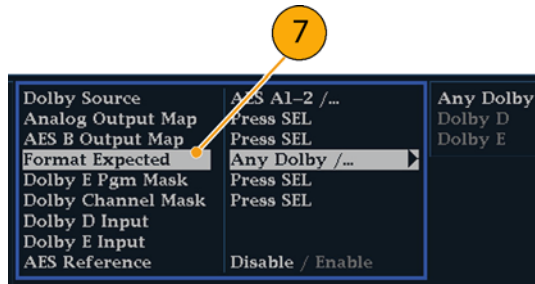 7
Dolby Source AES A1-2 /... Any Dolby
Analog Output Map Press SEL Dolby D
AES B Output Map Press SEL Dolby E
Format Expected Any Dolby /...
Dolby E Pgm Mask Press SEL
Dolby Channel Mask Press SEL
Dolby D Input
Dolby E Input
AES Reference Disable / Enable